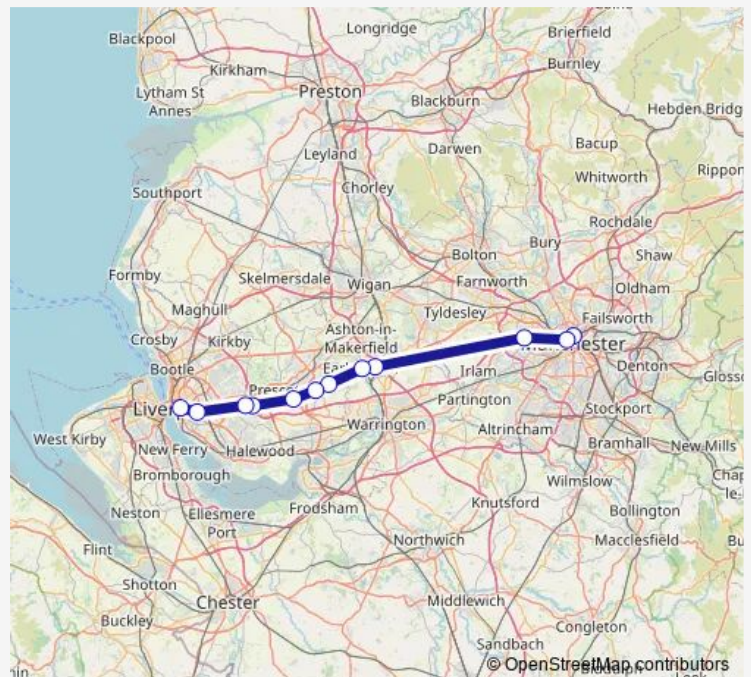 Longridge
Blackpool
Brierfield
Kirkham
Burnley
Preston
Lytham St
Annes
Blackburn
Hebden Bridg
Leyland
Darwen
Bacup
Rippon
Whitworth
Chorley
Southport
Rochdale
Bury
Shaw
Bolton
Formby
Skelmersdale
Wigan
Farnworth
Oldham
Maghull
Tyldesley
Failsworth
Crosby
Kirkby
Ashton-in-
Makerfield
Bootle
Irlam
Denton
Glosso
Partington
Stockport
West Kirby
Warrington
Altrincham
New Ferry
Halewood
Bramhall
New Mills
Bromborough
Wilmslow
Chap
le-
Neston
Ellesmere
Port
Frodsham
Knutsford
Bollington
Flint
Northwich
Macclesfield
Bu
Shotton
Chester
Middlewich
Buckley
Congleton
Sandbach
© OpenStreetMap contributors